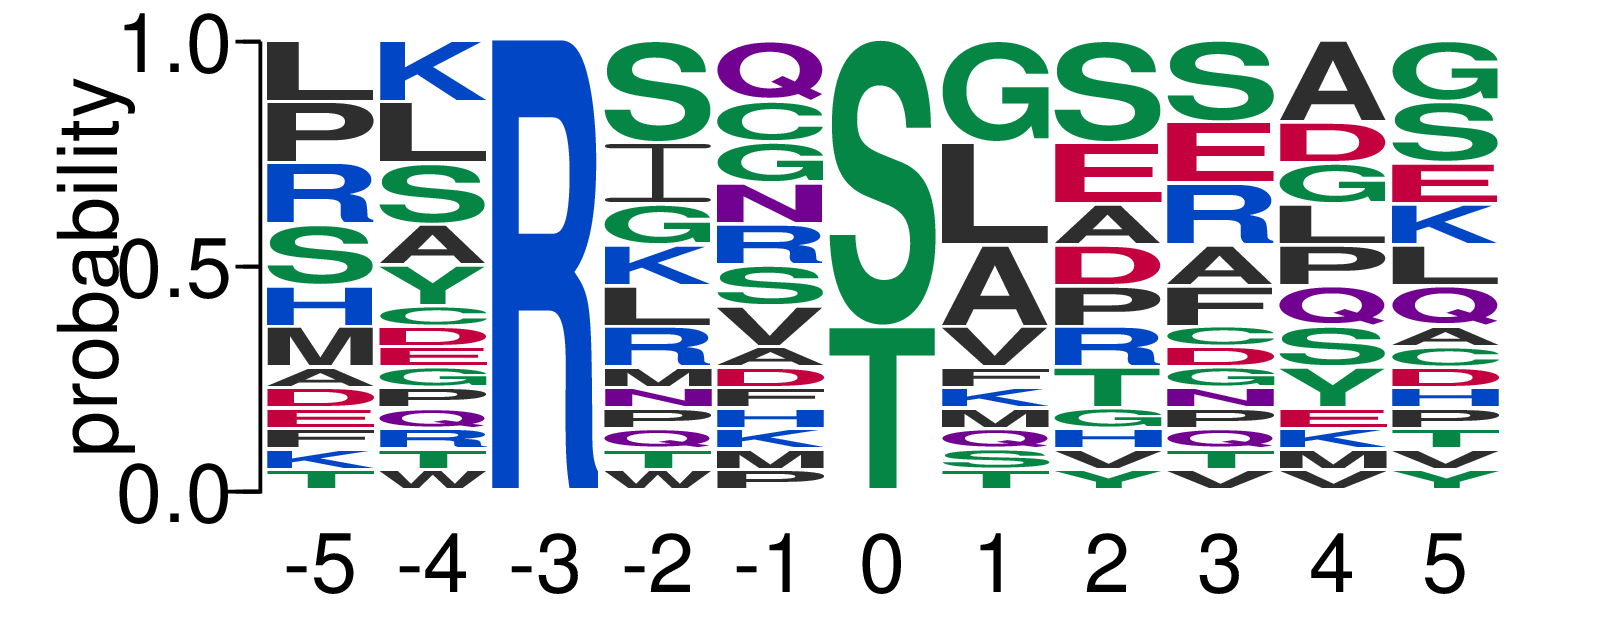 probability
1.0
0.5
0.0
L K R S Q S G S S A G
P L I C T L E E D S
R S G G A A R G E
S A K N V D A L K
H Y L R F P F P L
M C R S K R C Q Q
A D M V M T D S A
D E N A Q G G Y C
E G P D S H N E D
F P Q F T V P K H
K Q T H Y Q M P
T R W K T V T
T M V V
W P Y
-5 -4 -3 -2 -1 0 1 2 3 4 5